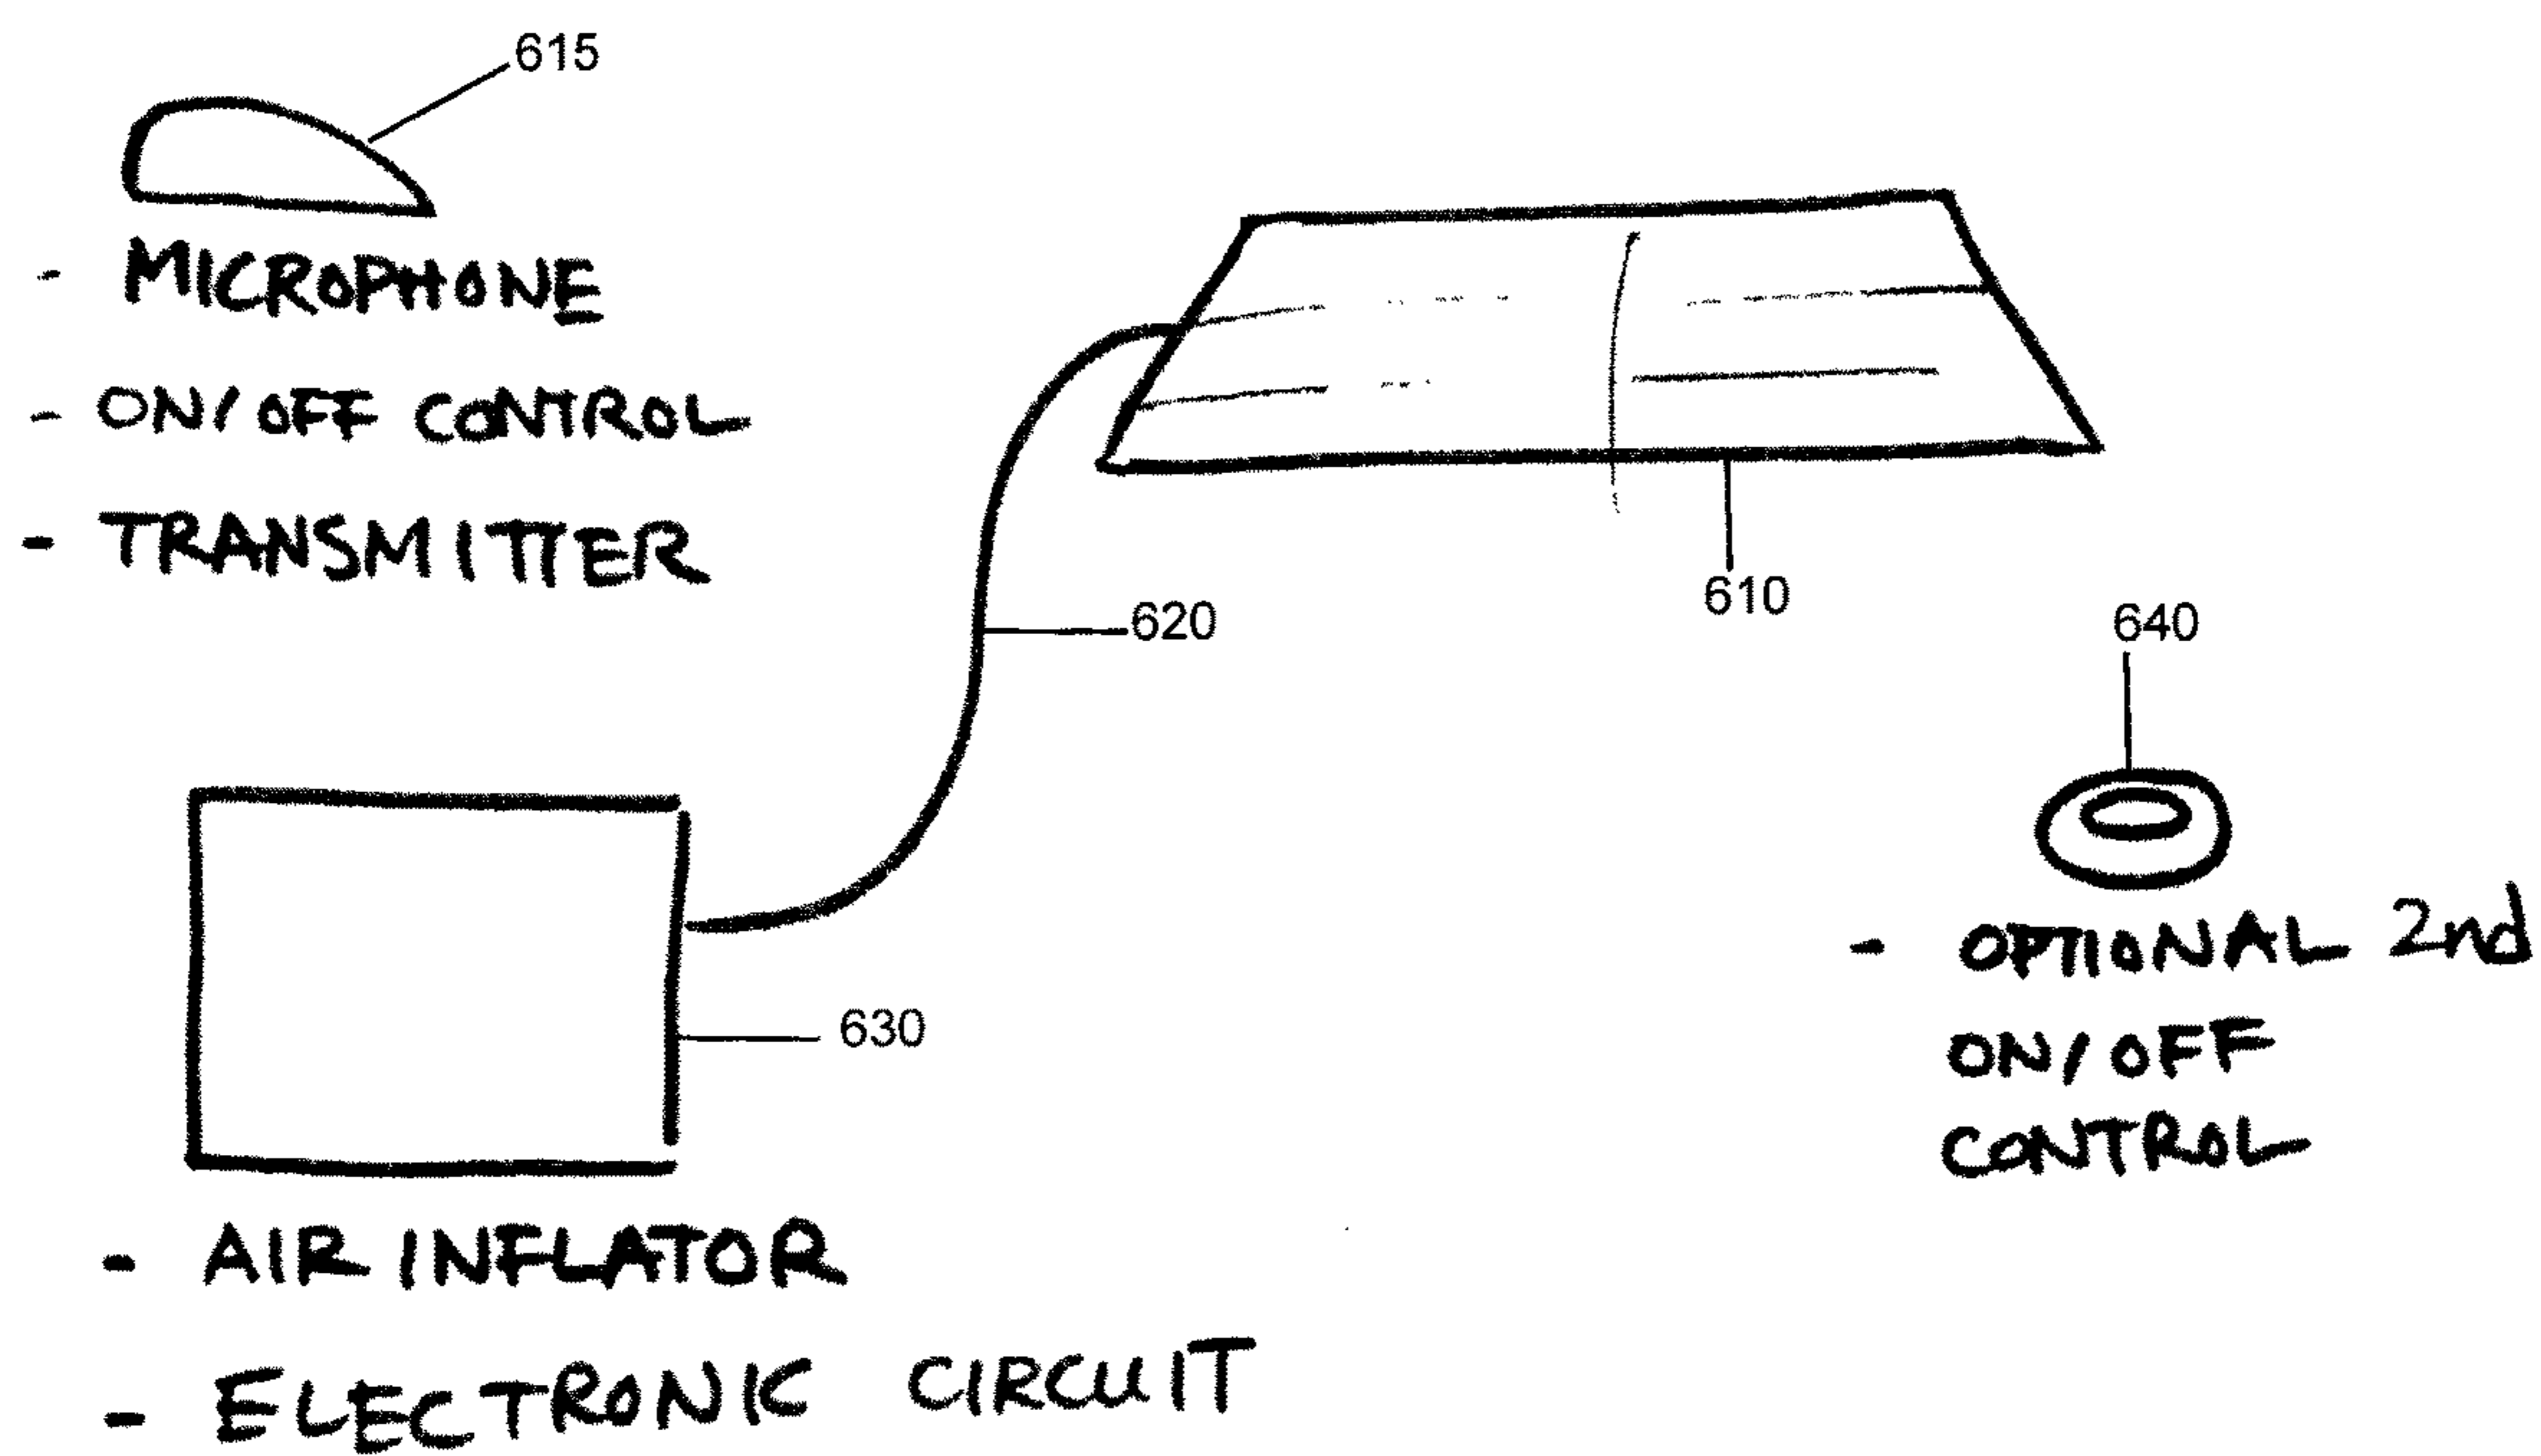 615
- MICROPHONE
- ON/OFF CONTROL
- TRANSMITTER
620
610
640
- OPTIONAL 2nd
ON/OFF
CONTROL
630
- AIR INFLATOR
- ELECTRONIC CIRCUIT